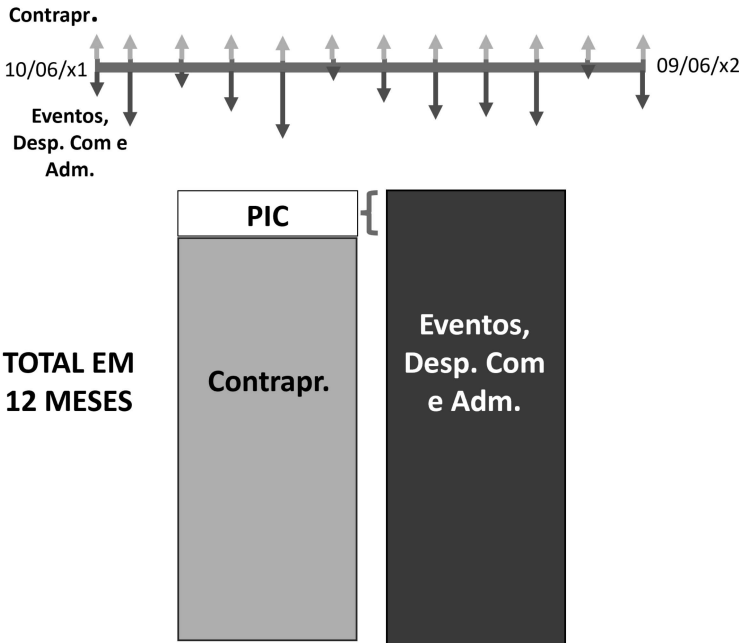 Contrapr.
10/06/x1
09/06/x2
Eventos,
Desp. Com e
Adm.
PIC
TOTAL EM
12 MESES
Contrapr.
Eventos,
Desp. Com
e Adm.